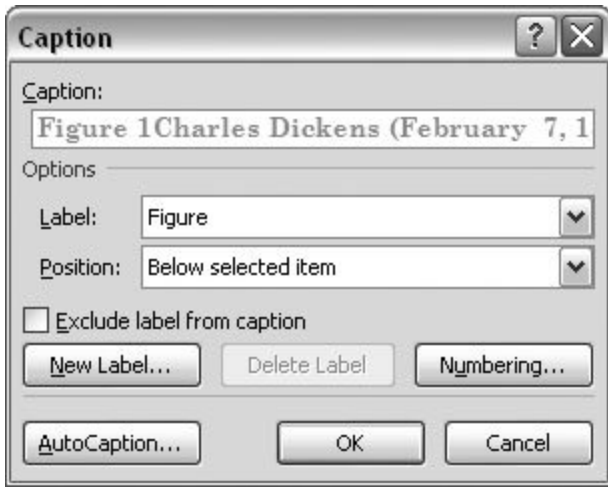 Caption
Caption:
Figure 1Charles Dickens (February 7, 1
Options
Label: Figure
Position: Below selected item
Exclude label from caption
New Label... Delete Label Numbering...
AutoCaption... OK Cancel